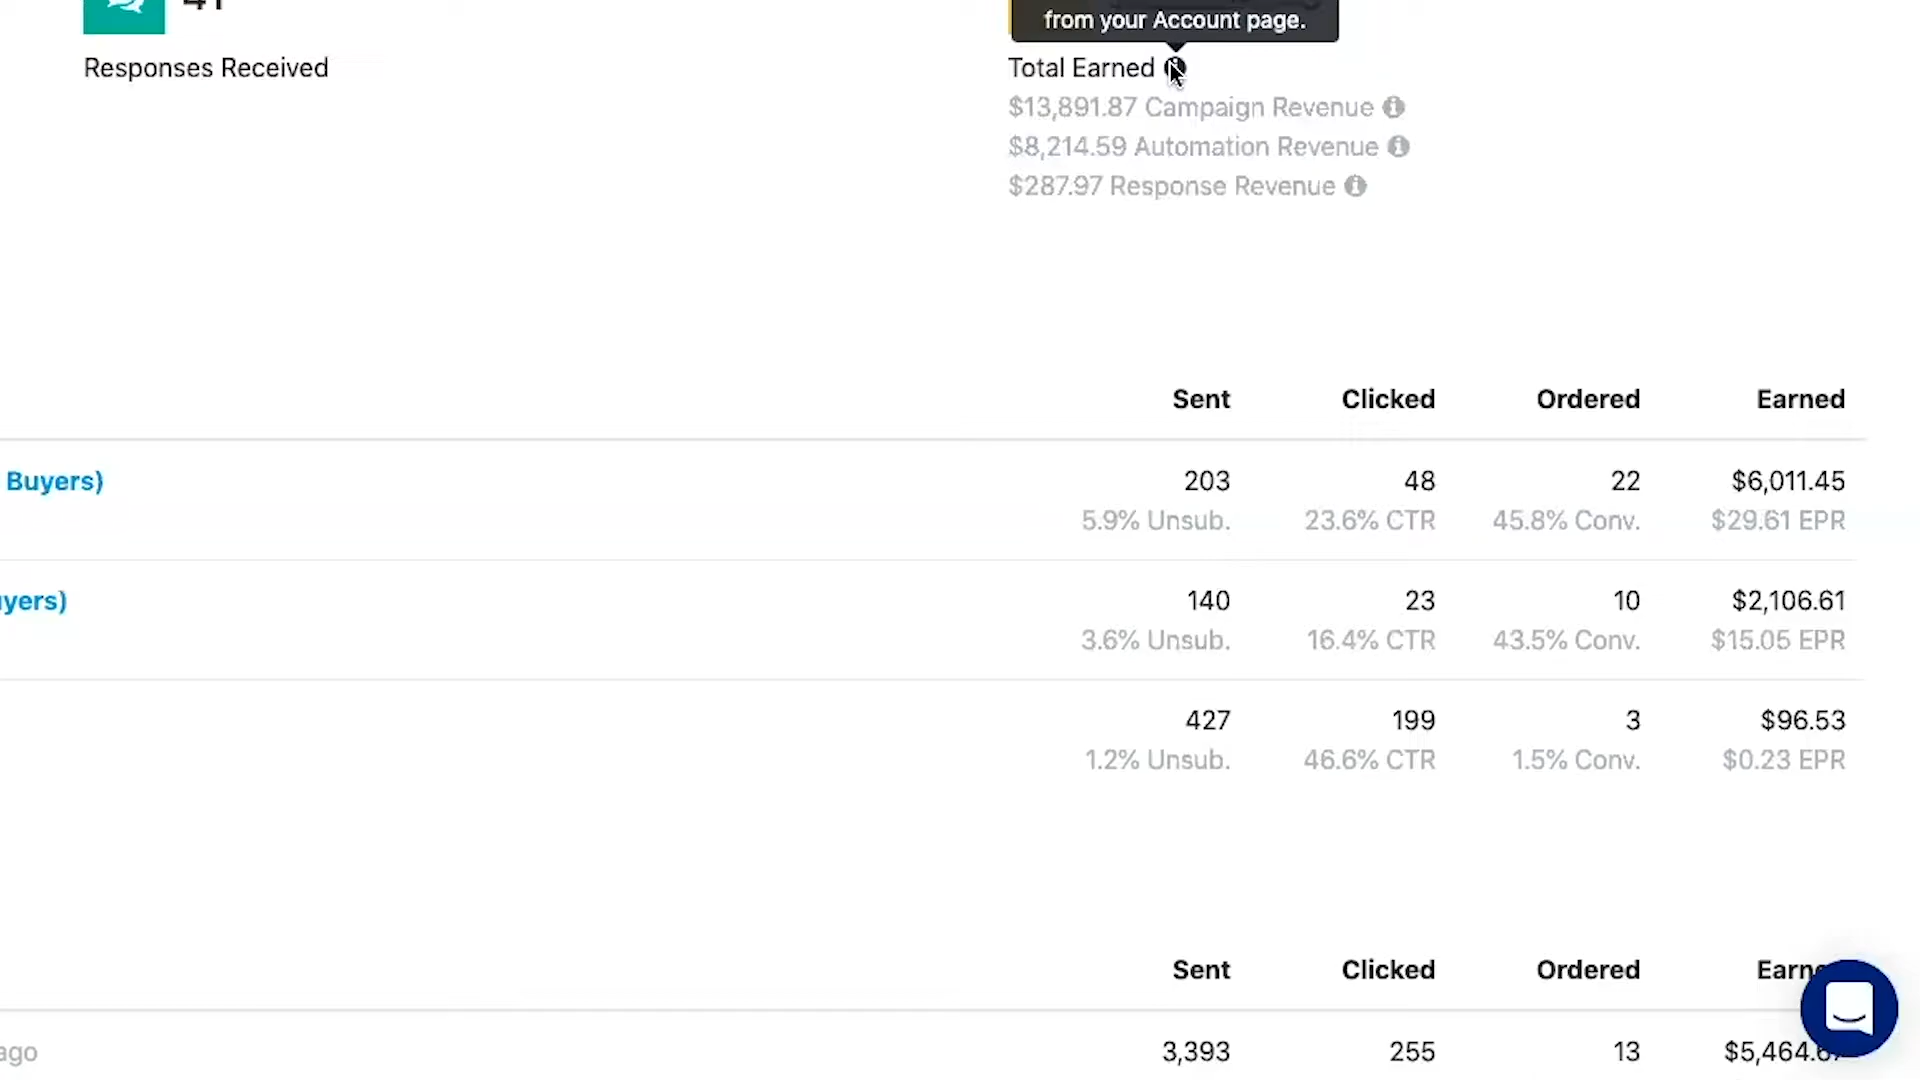 from your Account page.
Responses Received
Total Earned
$13,891.87 Campaign Revenue
$8,214.59 Automation Revenue
$287.97 Response Revenue
Sent Clicked Ordered Earned
Buyers) 203 48 22 $6,011.45
5.9% Unsub. 23.6% CTR 45.8% Conv. $29.61 EPR
yers) 140 23 10 $2,106.61
3.6% Unsub. 16.4% CTR 43.5% Conv. $15.05 EPR
427 199 3 $96.53
1.2% Unsub. 46.6% CTR 1.5% Conv. $0.23 EPR
Sent Clicked Ordered Earn
ago 3,393 255 13 $5,464.